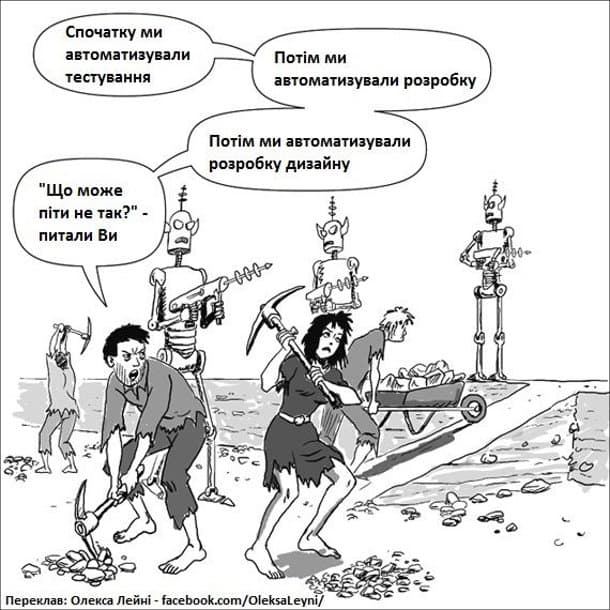 Спочатку ми
автоматизували
тестування
Потім ми
автоматизували розробку
Потім ми автоматизували
розробку дизайну
"Що може
піти не так?" -
питали Ви
Переклав: Олекса Лейні - facebook.com/OleksaLeyni/